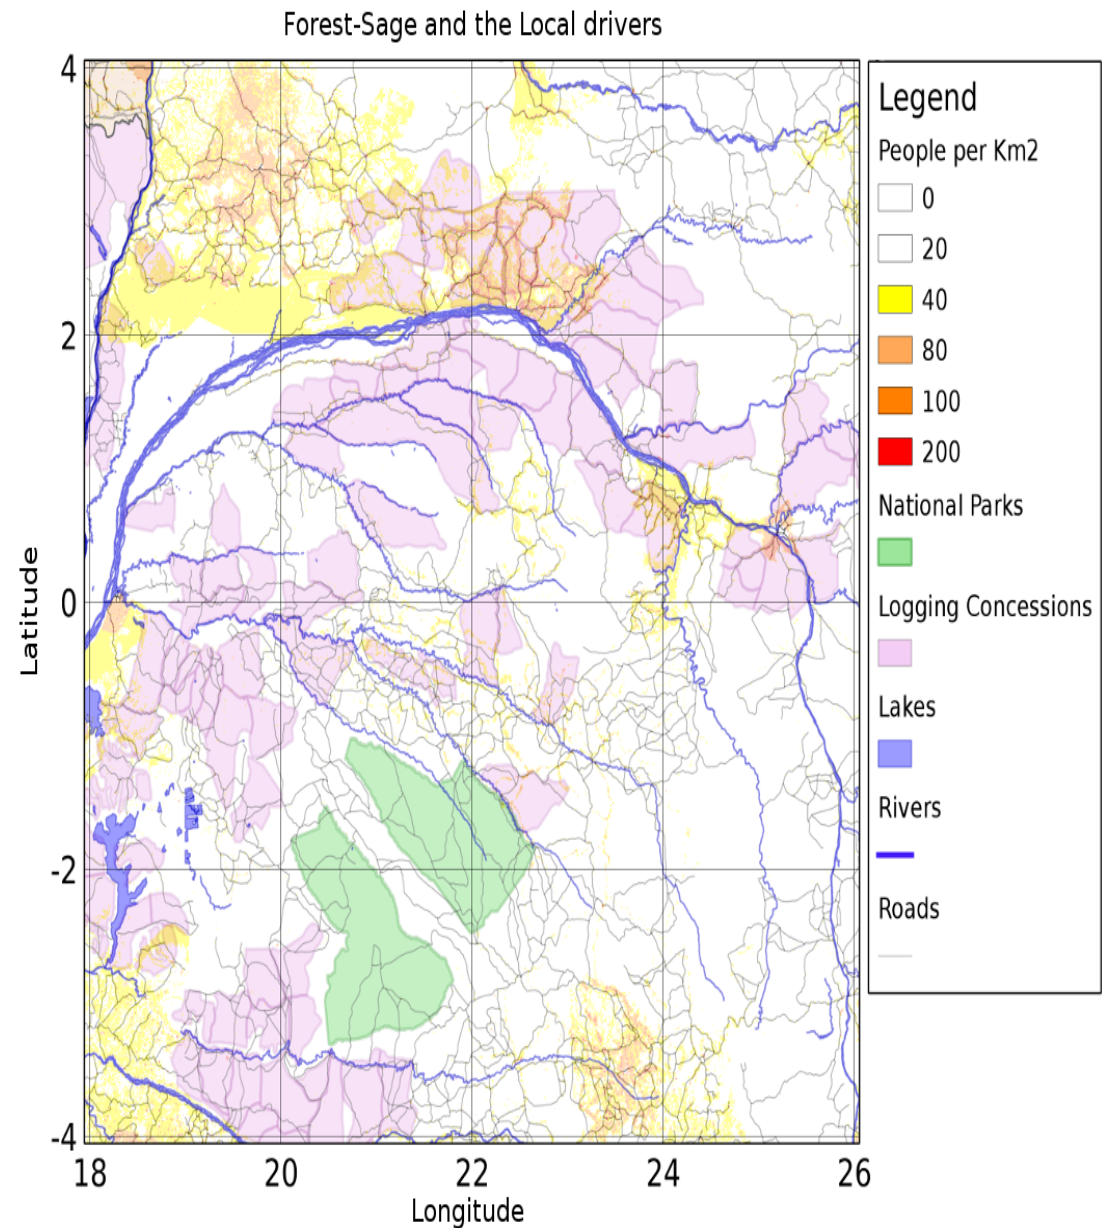 Forest-Sage and the Local drivers
4
2
0
-2
-4
Latitude
18
20
22
24
26
Longitude
Legend
People per Km2
0
20
40
80
100
200
National Parks
Logging Concessions
Lakes
Rivers
Roads